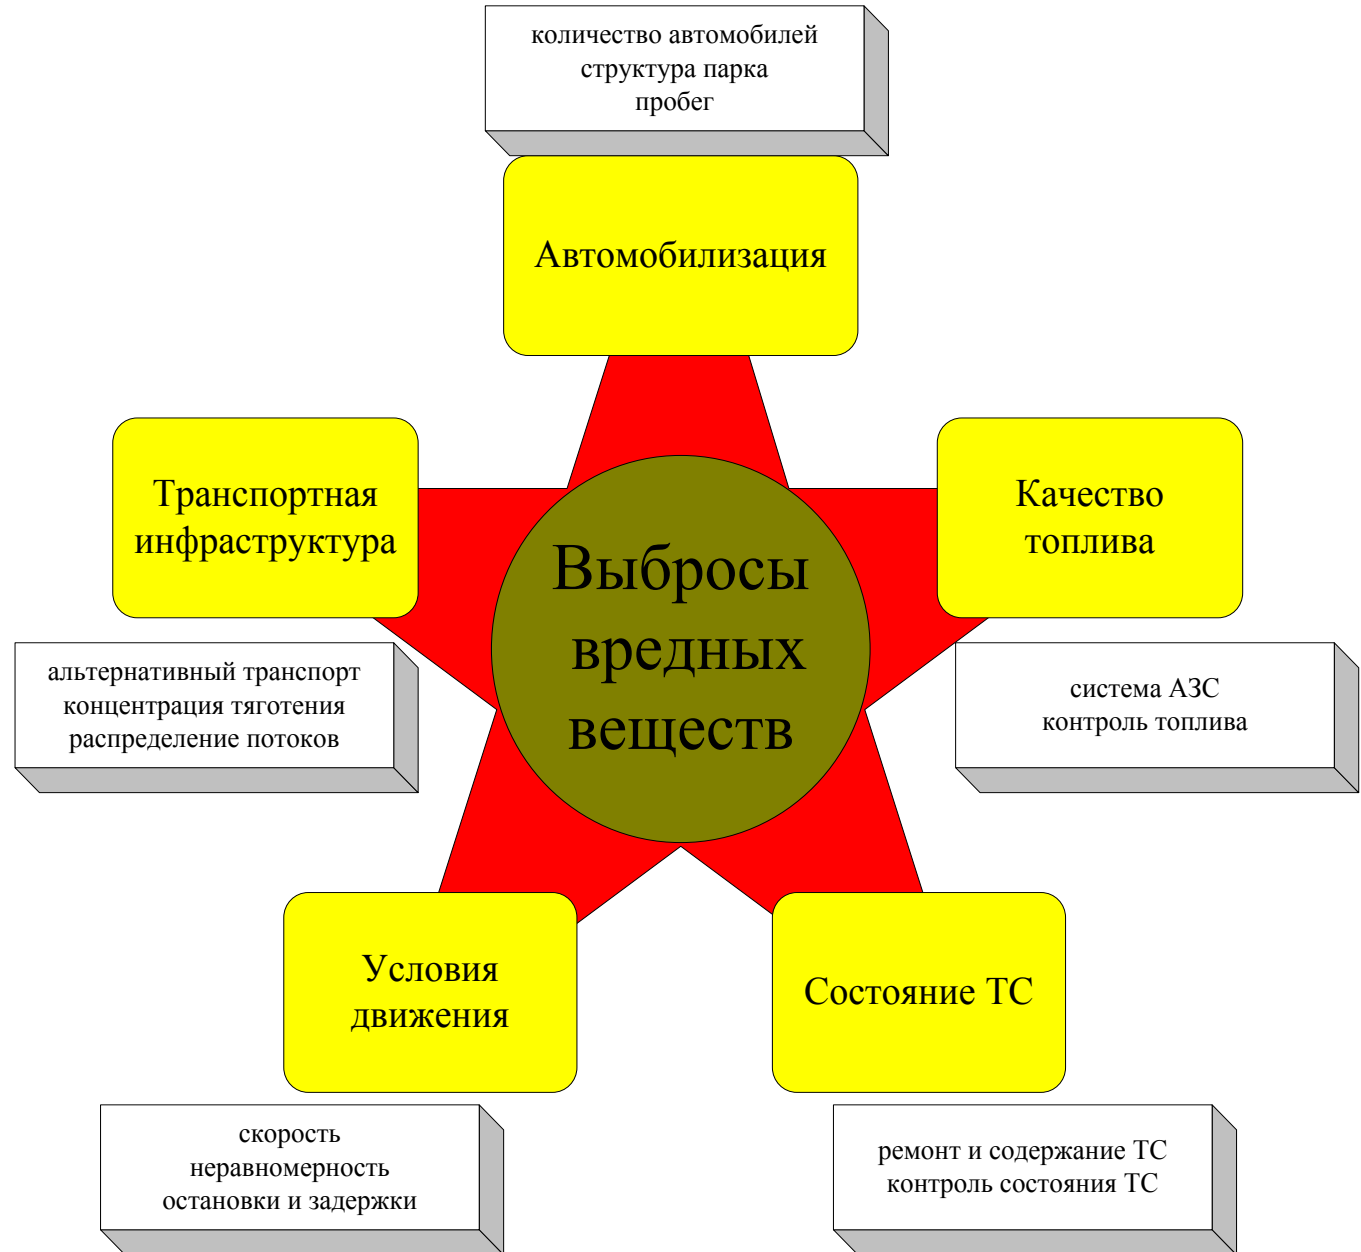 количество автомобилей
структура парка
пробег
Автомобилизация
Транспортная
инфраструктура
Качество
топлива
Выбросы
вредных
веществ
альтернативный транспорт
концентрация тяготения
распределение потоков
система АЗС
контроль топлива
Условия
движения
Состояние ТС
скорость
неравномерность
остановки и задержки
ремонт и содержание ТС
контроль состояния ТС